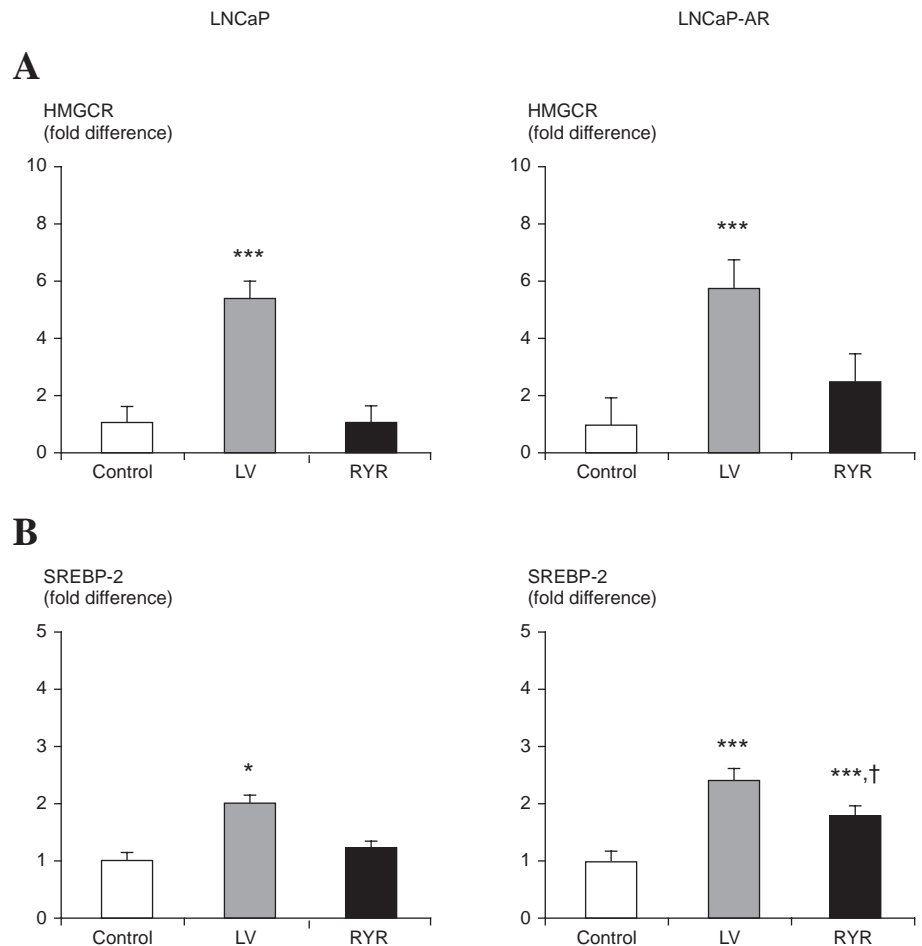 LNCaP
LNCaP-AR
A
HMGCR
(fold difference)
10
8
6
4
2
0
***
Control
LV
RYR
HMGCR
(fold difference)
10
8
6
4
2
0
***
Control
LV
RYR
B
SREBP-2
(fold difference)
5
4
3
2
1
0
*
Control
LV
RYR
SREBP-2
(fold difference)
5
4
3
2
1
0
***
***,†
Control
LV
RYR